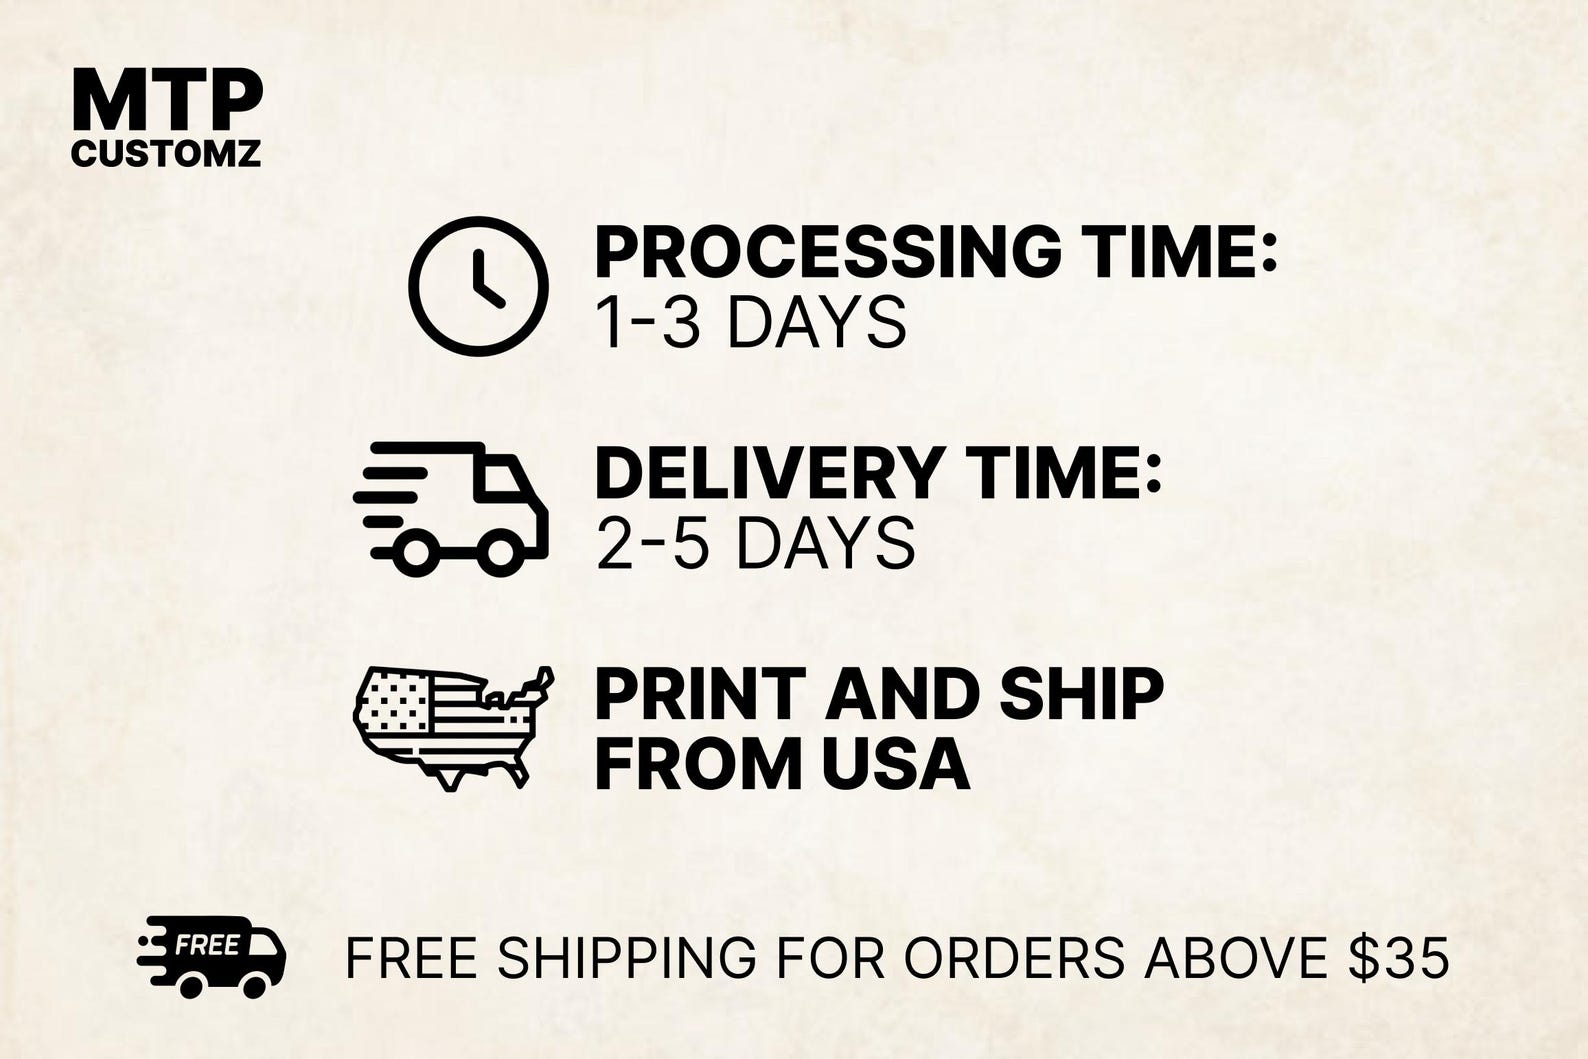 MTP
CUSTOMZ
PROCESSING TIME:
1-3 DAYS
DELIVERY TIME:
2-5 DAYS
PRINT AND SHIP
FROM USA
FREE
FREE SHIPPING FOR ORDERS ABOVE $35